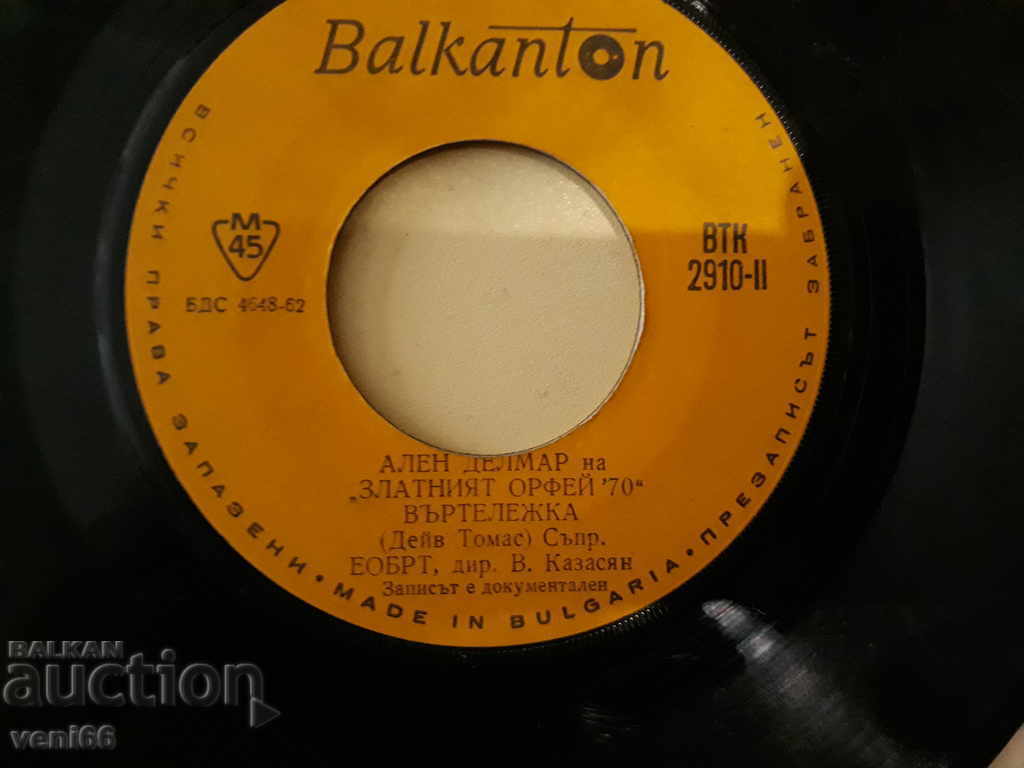 Balkanton
ВСИЧКИ ПРАВА ЗАПАЗЕНИ • MADE IN BULGARIA • ПРЕЗАПИСЪТ ЗАБРАНЕН
М
45
БДС 4648-62
ВТК
2910-II
АЛЕН ДЕЛМАР на
„ЗЛАТНИЯТ ОРФЕЙ '70“
ВЪРТЕЛЕЖКА
(Дейв Томас) Съпр.
ЕОБРТ, дир. В. Казасян
Записът е документален
BALKAN
auction
veni66